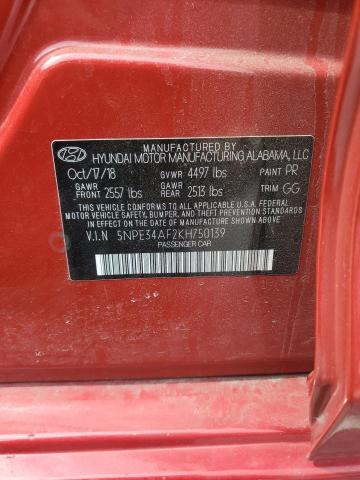 MANUFACTURED BY
HYUNDAI MOTOR MANUFACTURING ALABAMA, LLC
Oct/17/18 GVWR 4497 lbs PAINT PR
GAWR FRONT 2557 lbs GAWR REAR 2513 lbs TRIM GG
THIS VEHICLE CONFORMS TO ALL APPLICABLE U.S.A FEDERAL
MOTOR VEHICLE SAFETY, BUMPER, AND THEFT PREVENTION STANDARDS
IN EFFECT ON THE DATE OF MANUFACTURE SHOWN ABOVE.
V.I.N 5NPE34AF2KH750139
PASSENGER CAR